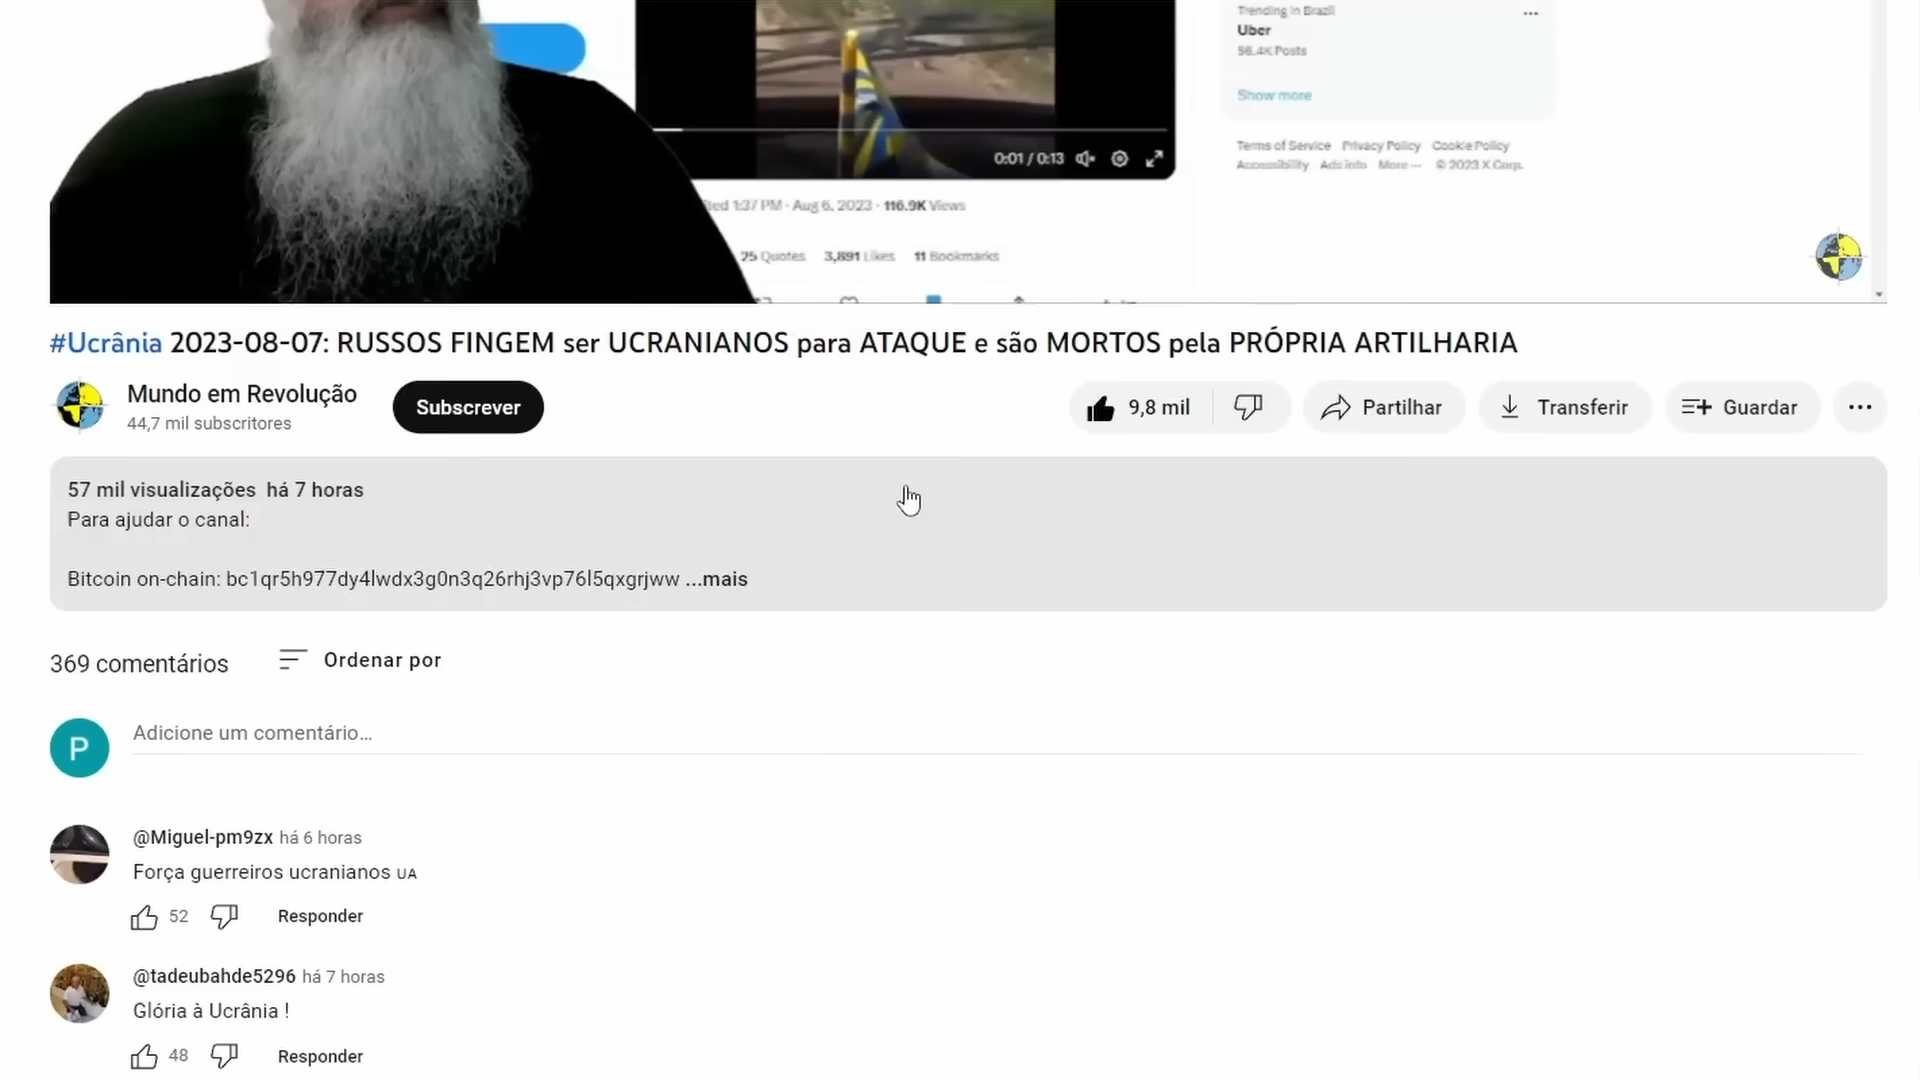 Trending in Brazil
Uber
56.4K Posts
Show more
Terms of Service Privacy Policy Cookie Policy
Accessibility Ads info More ··· © 2023 X Corp.
0:01 / 0:13
1:37 PM · Aug 6, 2023 · 116.9K Views
75 Quotes 3,891 Likes 11 Bookmarks
#Ucrânia 2023-08-07: RUSSOS FINGEM ser UCRANIANOS para ATAQUE e são MORTOS pela PRÓPRIA ARTILHARIA
Mundo em Revolução
44,7 mil subscritores
Subscrever
9,8 mil
Partilhar
Transferir
Guardar
57 mil visualizações há 7 horas
Para ajudar o canal:
Bitcoin on-chain: bc1qr5h977dy4lwdx3g0n3q26rhj3vp76l5qxgrjww ...mais
369 comentários
Ordenar por
P
Adicione um comentário...
@Miguel-pm9zx há 6 horas
Força guerreiros ucranianos UA
52
Responder
@tadeubahde5296 há 7 horas
Glória à Ucrânia !
48
Responder